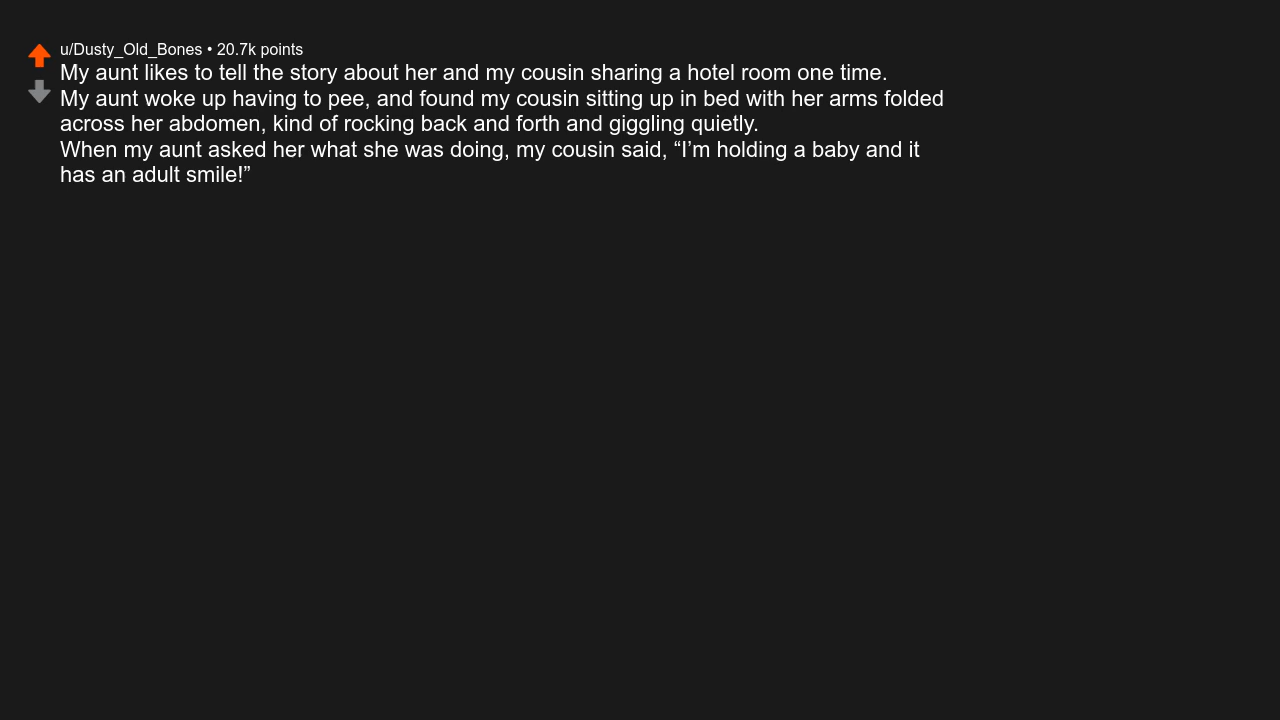 u/Dusty_Old_Bones • 20.7k points
My aunt likes to tell the story about her and my cousin sharing a hotel room one time.
My aunt woke up having to pee, and found my cousin sitting up in bed with her arms folded
across her abdomen, kind of rocking back and forth and giggling quietly.
When my aunt asked her what she was doing, my cousin said, “I’m holding a baby and it
has an adult smile!”